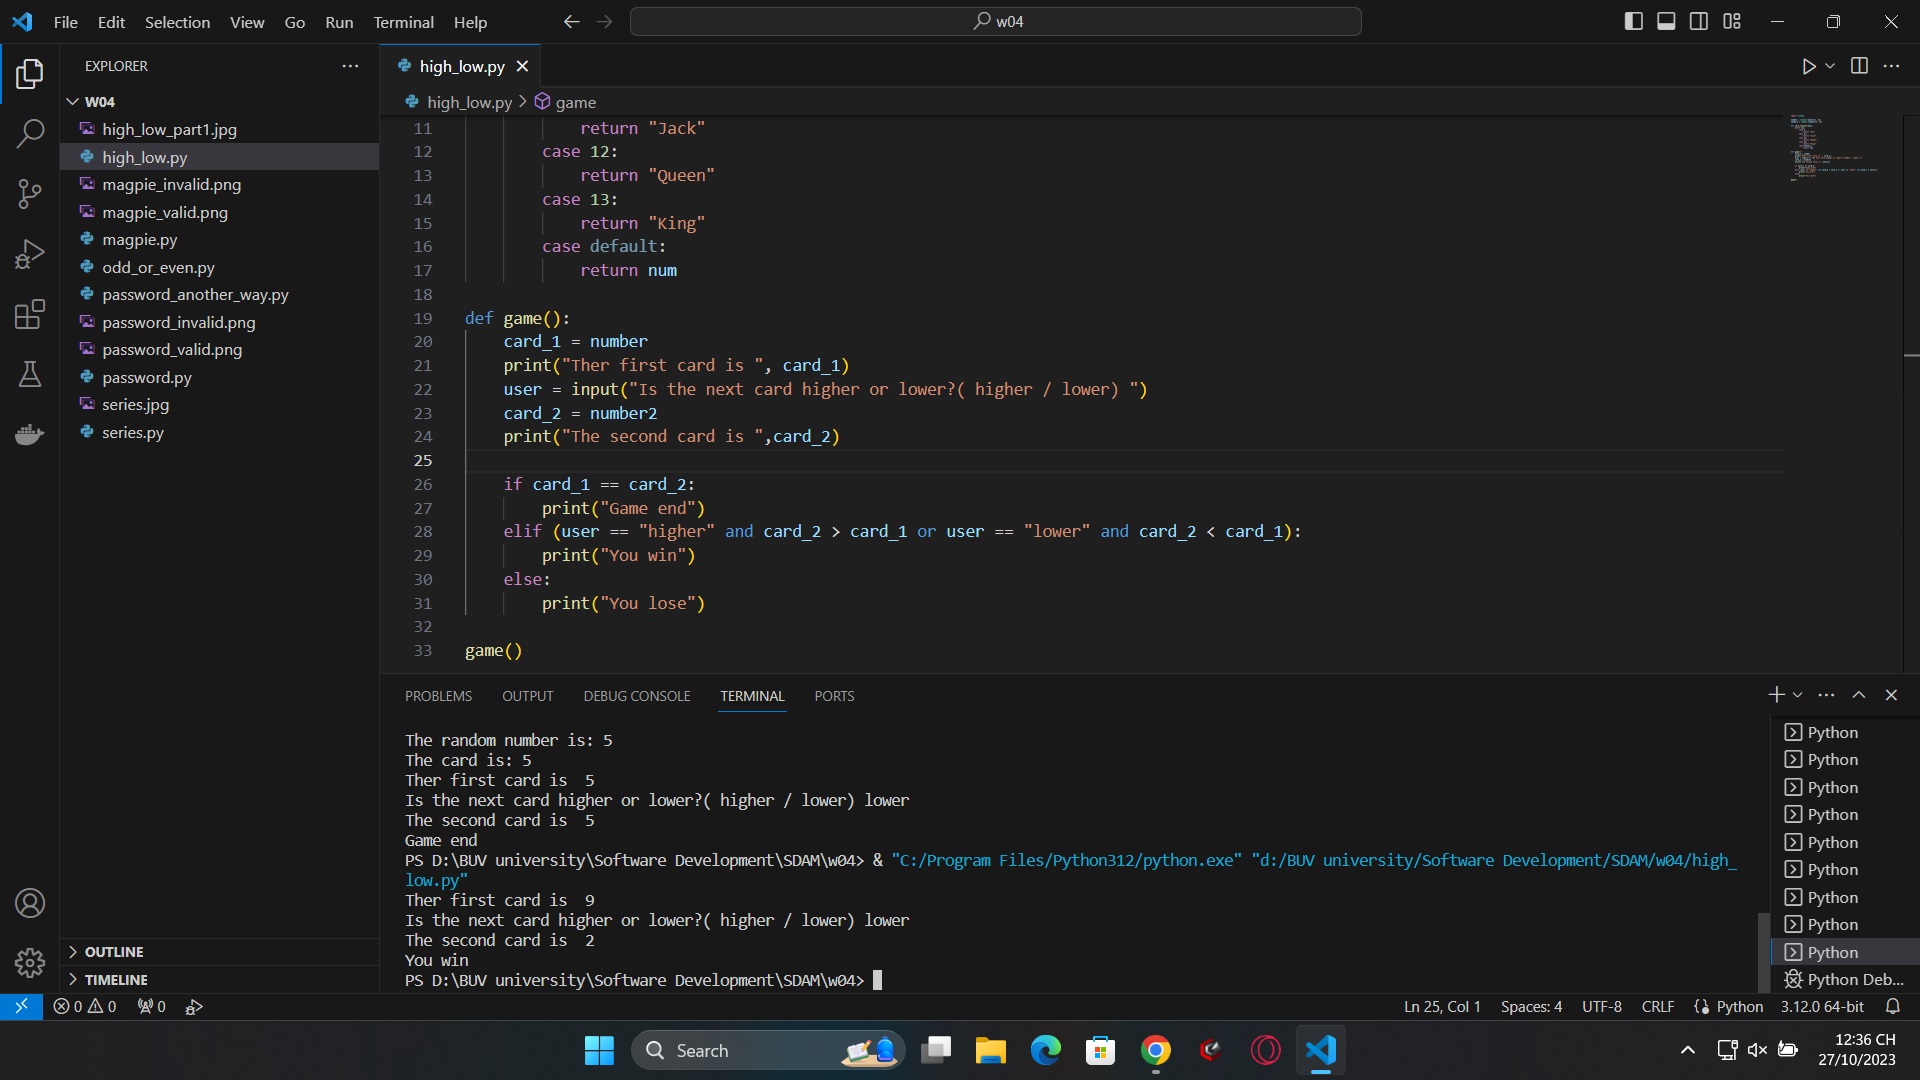 File Edit Selection View Go Run Terminal Help
w04
EXPLORER
W04
high_low_part1.jpg
high_low.py
magpie_invalid.png
magpie_valid.png
magpie.py
odd_or_even.py
password_another_way.py
password_invalid.png
password_valid.png
password.py
series.jpg
series.py
OUTLINE
TIMELINE
high_low.py
high_low.py > game
11 return "Jack"
12 case 12:
13 return "Queen"
14 case 13:
15 return "King"
16 case default:
17 return num
18
19 def game():
20 card_1 = number
21 print("Ther first card is ", card_1)
22 user = input("Is the next card higher or lower?( higher / lower) ")
23 card_2 = number2
24 print("The second card is ",card_2)
25
26 if card_1 == card_2:
27 print("Game end")
28 elif (user == "higher" and card_2 > card_1 or user == "lower" and card_2 < card_1):
29 print("You win")
30 else:
31 print("You lose")
32
33 game()
PROBLEMS OUTPUT DEBUG CONSOLE TERMINAL PORTS
The random number is: 5
The card is: 5
Ther first card is  5
Is the next card higher or lower?( higher / lower) lower
The second card is  5
Game end
PS D:\BUV university\Software Development\SDAM\w04> & "C:/Program Files/Python312/python.exe" "d:/BUV university/Software Development/SDAM/w04/high_
low.py"
Ther first card is  9
Is the next card higher or lower?( higher / lower) lower
The second card is  2
You win
PS D:\BUV university\Software Development\SDAM\w04>
Python
Python
Python
Python
Python
Python
Python
Python
Python
Python Deb...
0 0 0
Ln 25, Col 1 Spaces: 4 UTF-8 CRLF Python 3.12.0 64-bit
Search
12:36 CH
27/10/2023